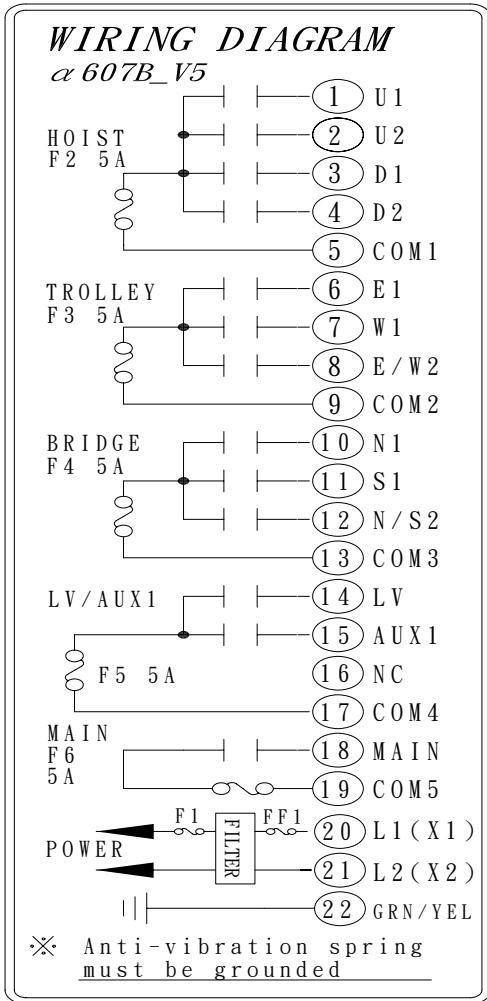 WIRING DIAGRAM
α 607B_V5
1 U1
HOIST
2 U2
F2 5A
3 D1
4 D2
5 COM1
TROLLEY
6 E1
F3 5A
7 W1
8 E/W2
9 COM2
BRIDGE
10 N1
F4 5A
11 S1
12 N/S2
13 COM3
LV/AUX1
14 LV
15 AUX1
F5 5A
16 NC
17 COM4
MAIN
F6
5A
18 MAIN
19 COM5
POWER
F1
FILTER
FF1
20 L1(X1)
21 L2(X2)
22 GRN/YEL
※ Anti-vibration spring
must be grounded